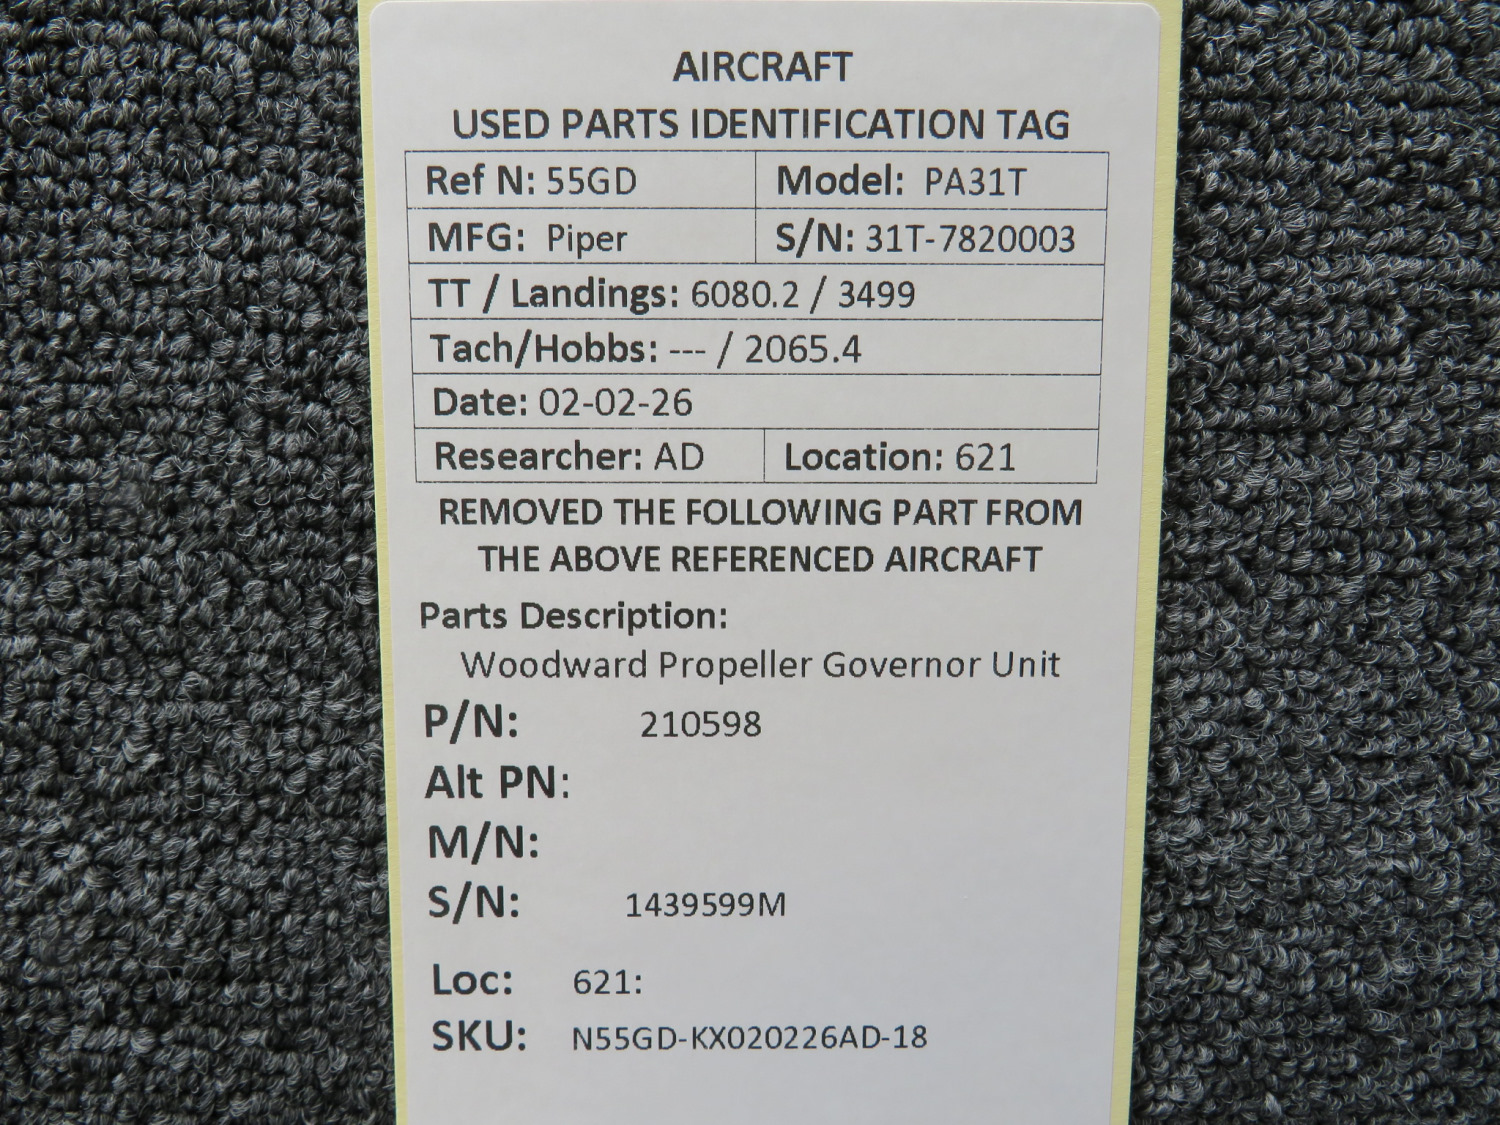 AIRCRAFT
USED PARTS IDENTIFICATION TAG
Ref N: 55GD Model: PA31T
MFG: Piper S/N: 31T-7820003
TT / Landings: 6080.2 / 3499
Tach/Hobbs: --- / 2065.4
Date: 02-02-26
Researcher: AD Location: 621
REMOVED THE FOLLOWING PART FROM
THE ABOVE REFERENCED AIRCRAFT
Parts Description:
Woodward Propeller Governor Unit
P/N: 210598
Alt PN:
M/N:
S/N: 1439599M
Loc: 621:
SKU: N55GD-KX020226AD-18